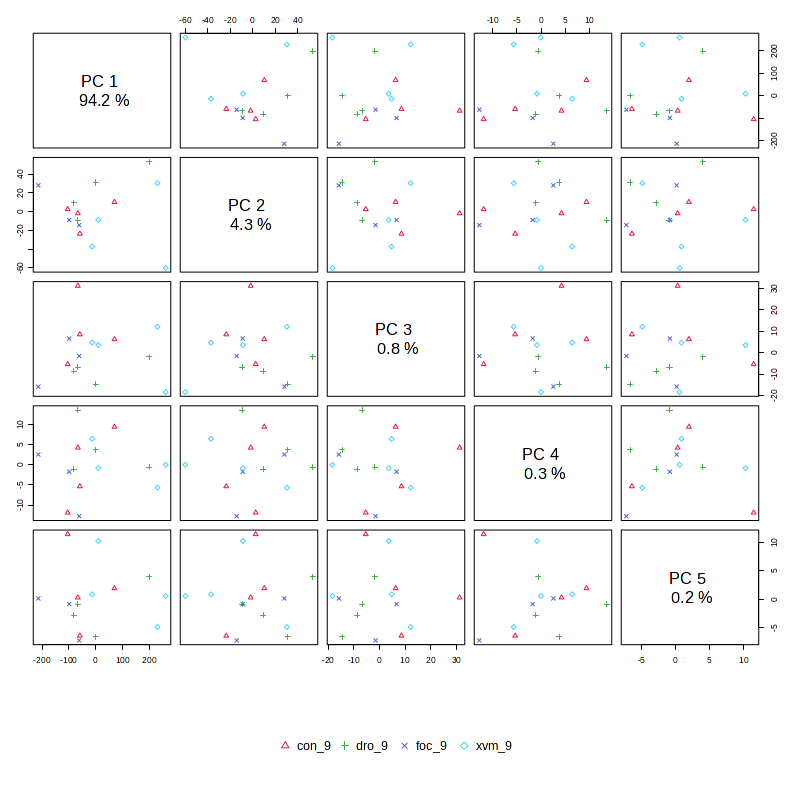 -60 -40 -20 0 20 40
-10 -5 0 5 10
PC 1
94.2 %
-200 0 100 200
-60 -20 0 20 40
PC 2
4.3 %
PC 3
0.8 %
-20 -10 0 10 20 30
-10 -5 0 5 10
PC 4
0.3 %
PC 5
0.2 %
-5 0 5 10
-200 -100 0 100 200
-20 -10 0 10 20 30
-5 0 5 10
con_9 dro_9 foc_9 xvm_9